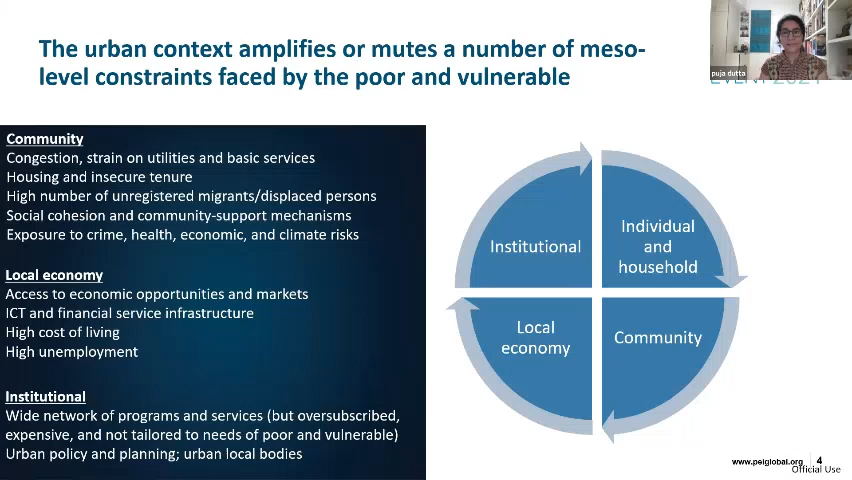 The urban context amplifies or mutes a number of meso-
level constraints faced by the poor and vulnerable
puja dutta
Community
Congestion, strain on utilities and basic services
Housing and insecure tenure
High number of unregistered migrants/displaced persons
Social cohesion and community-support mechanisms
Exposure to crime, health, economic, and climate risks
Local economy
Access to economic opportunities and markets
ICT and financial service infrastructure
High cost of living
High unemployment
Institutional
Wide network of programs and services (but oversubscribed,
expensive, and not tailored to needs of poor and vulnerable)
Urban policy and planning; urban local bodies
Institutional
Individual
and
household
Local
economy
Community
www.peiglobal.org
4
Official Use